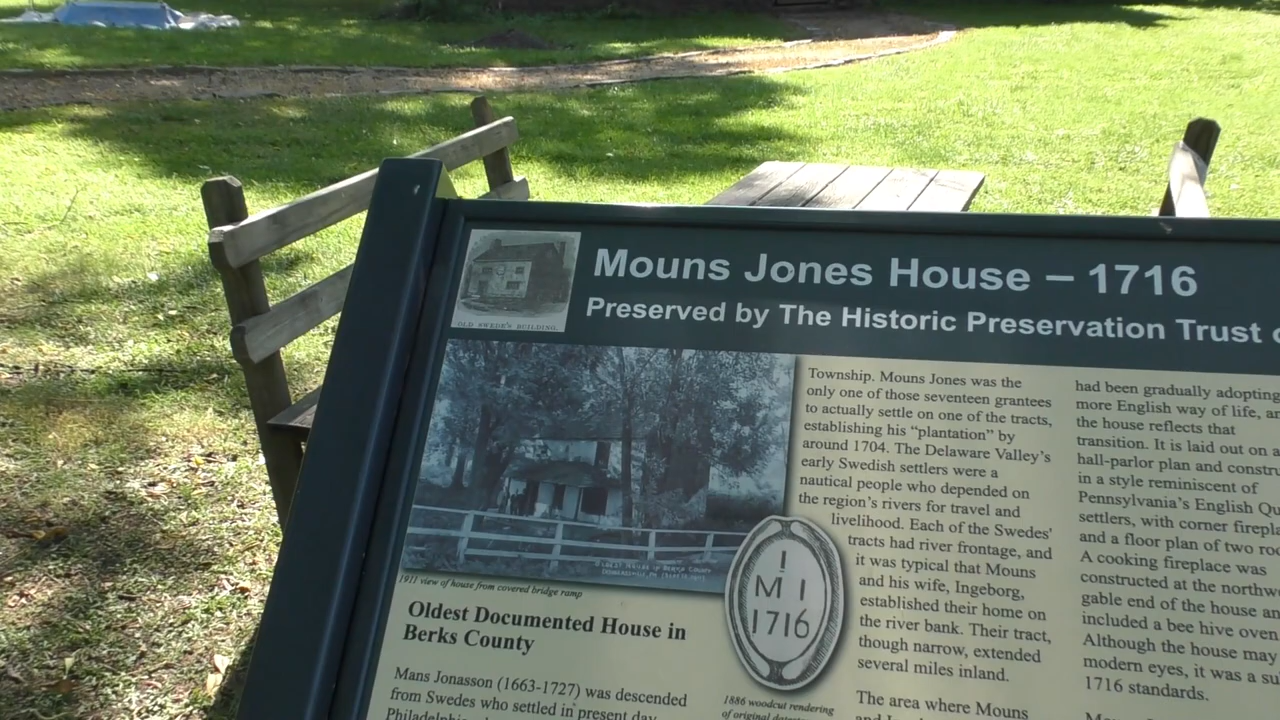 Mouns Jones House – 1716
Preserved by The Historic Preservation Trust
OLD SWEDE'S BUILDING.
1911 view of house from covered bridge ramp
Oldest Documented House in
Berks County
Mans Jonasson (1663-1727) was descended
from Swedes who settled in present day
I
M I
1716
1886 woodcut rendering
Township. Mouns Jones was the
only one of those seventeen grantees
to actually settle on one of the tracts,
establishing his “plantation” by
around 1704. The Delaware Valley’s
early Swedish settlers were a
nautical people who depended on
the region’s rivers for travel and
livelihood. Each of the Swedes'
tracts had river frontage, and
it was typical that Mouns
and his wife, Ingeborg,
established their home on
the river bank. Their tract,
though narrow, extended
several miles inland.
The area where Mouns
had been gradually adopting
more English way of life,
the house reflects that
transition. It is laid out on
hall-parlor plan and
in a style reminiscent of
Pennsylvania’s English
settlers, with corner
and a floor plan of two
A cooking fireplace was
constructed at the
gable end of the house
included a bee hive oven
Although the house may
modern eyes, it was a
1716 standards.